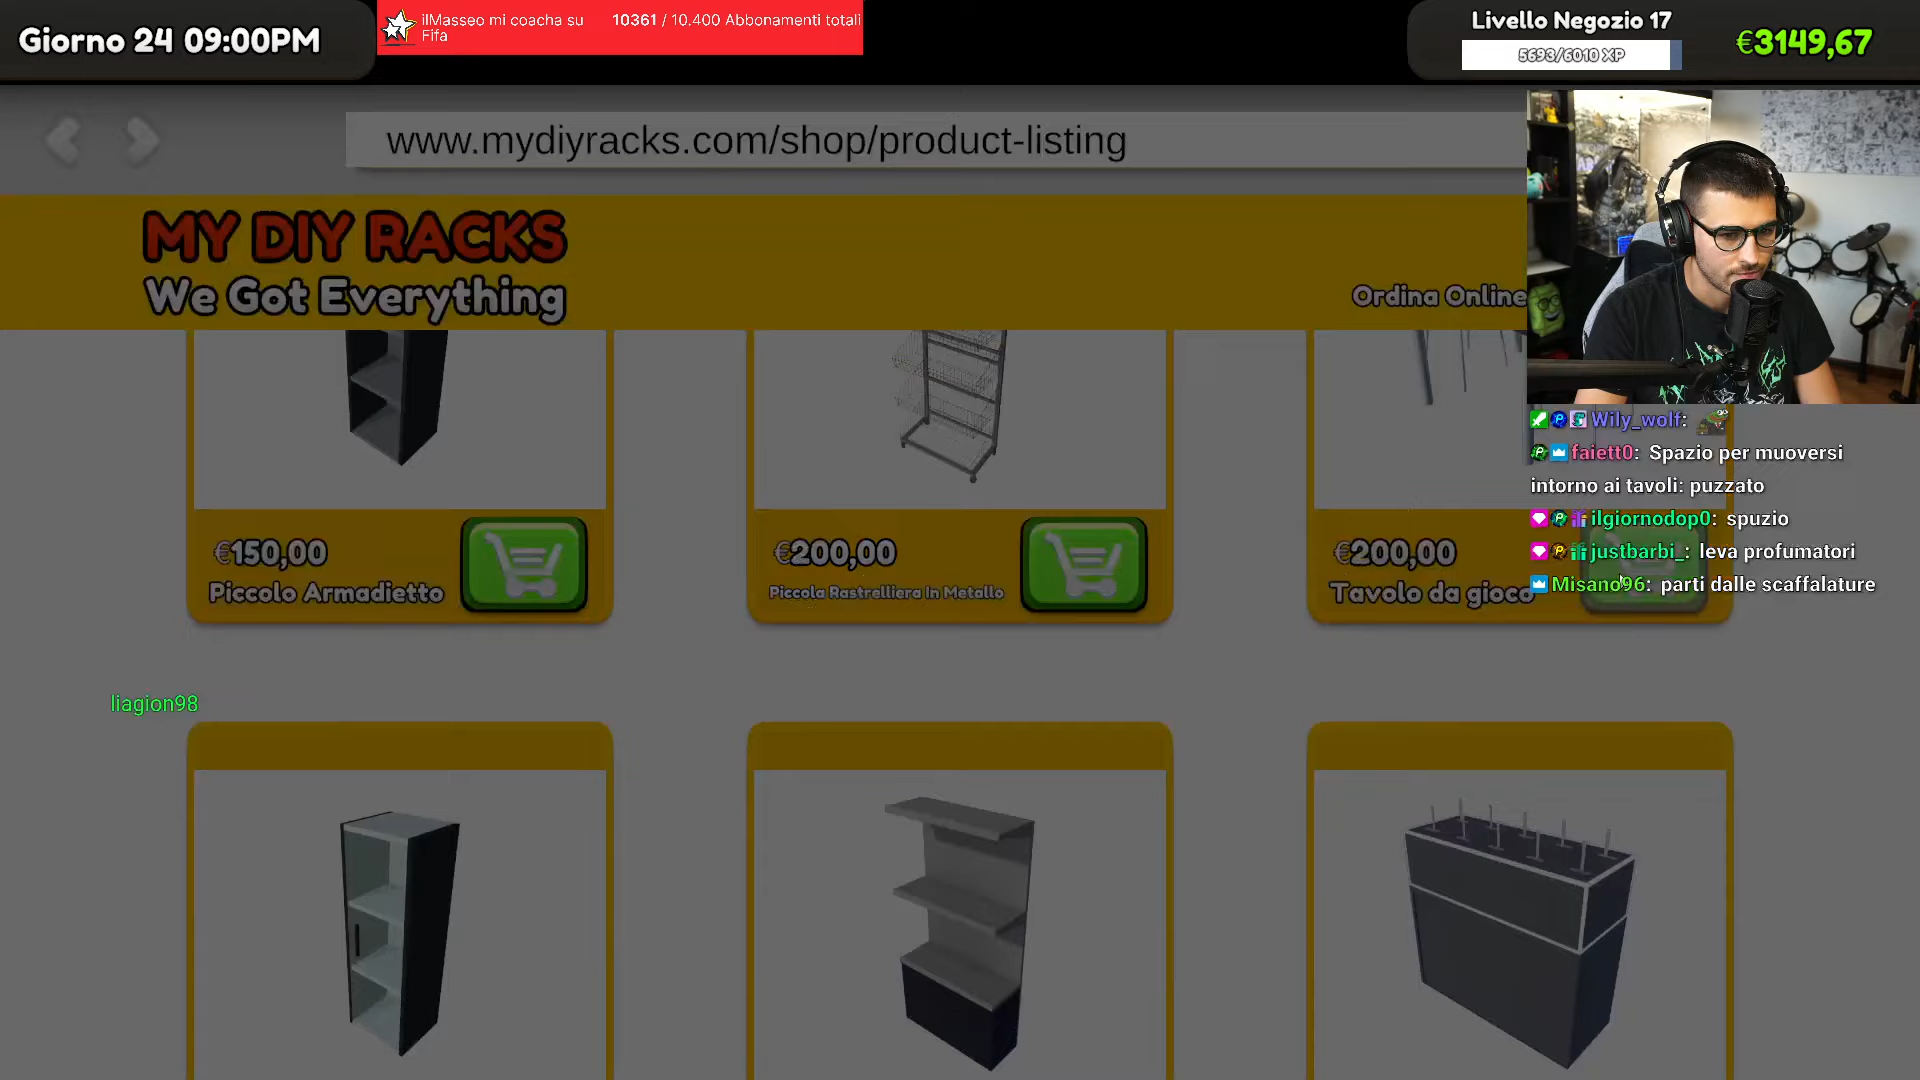 Giorno 24 09:00PM
ilMasseo mi coacha su Fifa
10361 / 10.400 Abbonamenti totali
Livello Negozio 17
5693/6010 XP
€3149,67
www.mydiyracks.com/shop/product-listing
MY DIY RACKS
We Got Everything
Ordina Online
Wily_wolf:
faiett0: Spazio per muoversi
intorno ai tavoli: puzzato
ilgiornodop0: spuzio
justbarbi_: leva profumatori
Misano96: parti dalle scaffalature
€150,00
Piccolo Armadietto
€200,00
Piccola Rastrelliera In Metallo
€200,00
Tavolo da gioco
liagion98